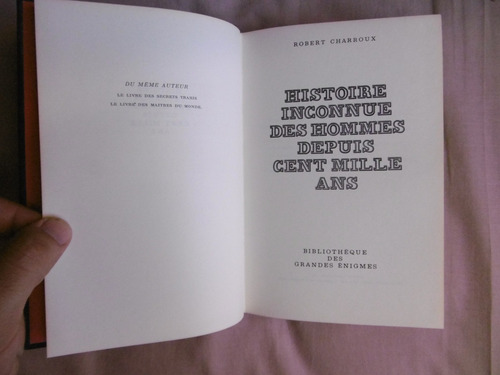 DU MÊME AUTEUR
LE LIVRE DES SECRETS TRAHIS
LE LIVRE DES MAITRES DU MONDE.
ROBERT CHARROUX
HISTOIRE
INCONNUE
DES HOMMES
DEPUIS
CENT MILLE
ANS
BIBLIOTHÈQUE
DES
GRANDES ÉNIGMES